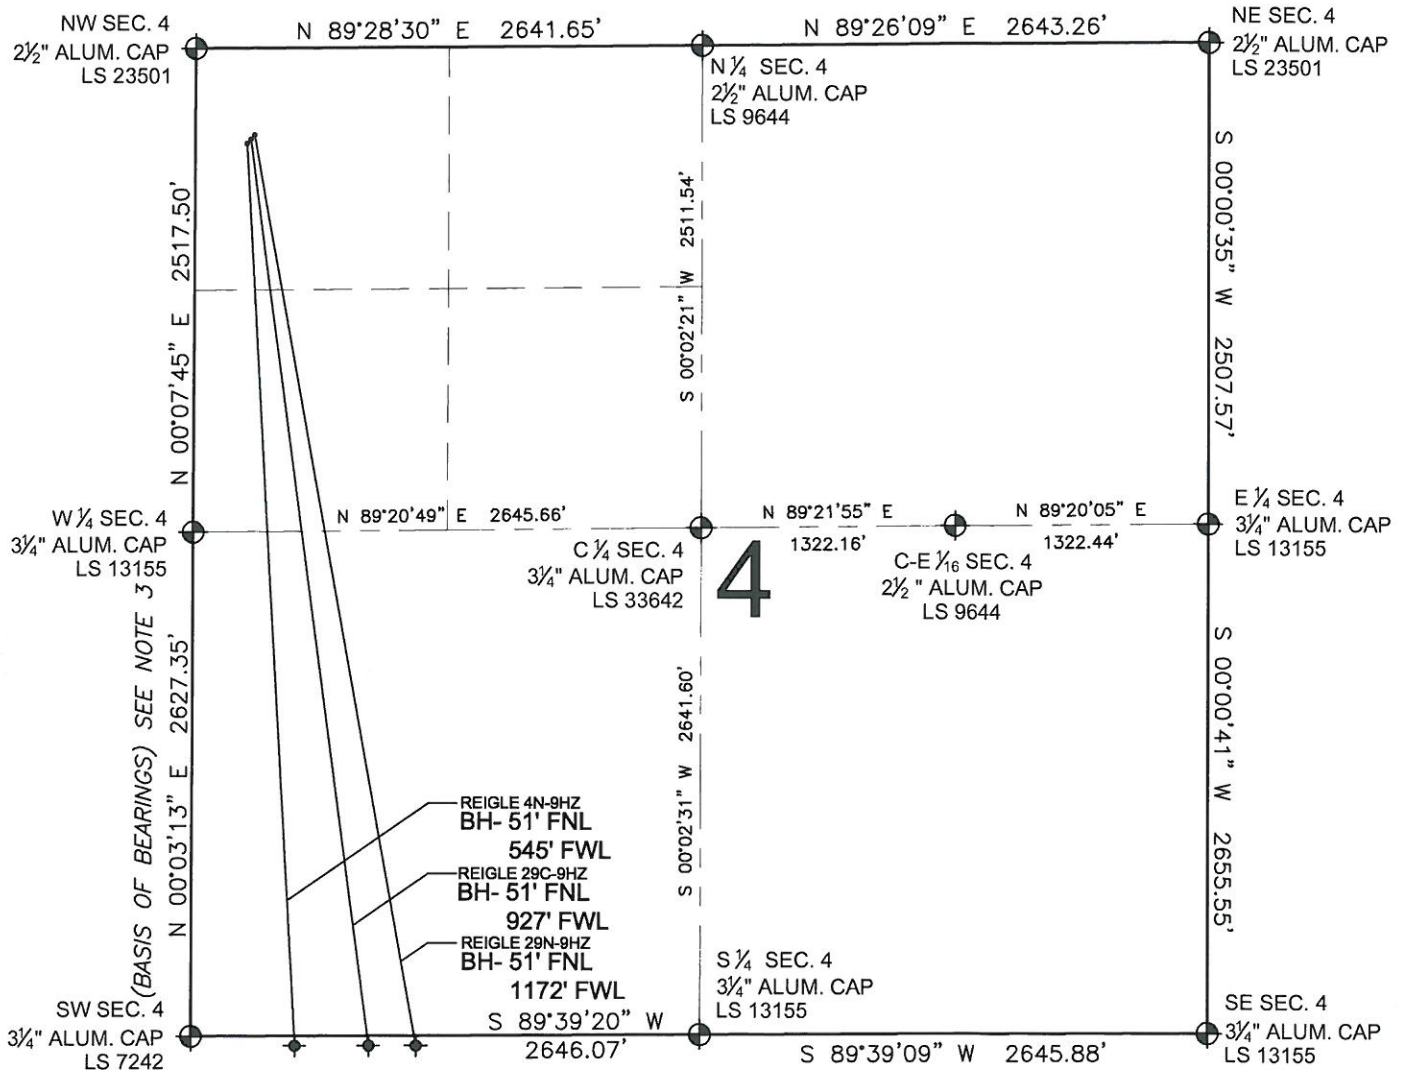 NW SEC. 4
2½" ALUM. CAP
LS 23501
N 89°28'30" E 2641.65'
N 89°26'09" E 2643.26'
NE SEC. 4
2½" ALUM. CAP
LS 23501
N ¼ SEC. 4
2½" ALUM. CAP
LS 9644
N 00°07'45" E 2517.50'
S 00°02'21" W 2511.54'
S 00°00'35" W 2507.57'
W ¼ SEC. 4
3¼" ALUM. CAP
LS 13155
N 89°20'49" E 2645.66'
C ¼ SEC. 4
3¼" ALUM. CAP
LS 33642
4
N 89°21'55" E
1322.16'
C-E 1/16 SEC. 4
2½ " ALUM. CAP
LS 9644
N 89°20'05" E
1322.44'
E ¼ SEC. 4
3¼" ALUM. CAP
LS 13155
(BASIS OF BEARINGS) SEE NOTE 3
N 00°03'13" E 2627.35'
S 00°02'31" W 2641.60'
S 00°00'41" W 2655.55'
REIGLE 4N-9HZ
BH- 51' FNL
545' FWL
REIGLE 29C-9HZ
BH- 51' FNL
927' FWL
REIGLE 29N-9HZ
BH- 51' FNL
1172' FWL
SW SEC. 4
3¼" ALUM. CAP
LS 7242
S 89°39'20" W
2646.07'
S ¼ SEC. 4
3¼" ALUM. CAP
LS 13155
S 89°39'09" W 2645.88'
SE SEC. 4
3¼" ALUM. CAP
LS 13155